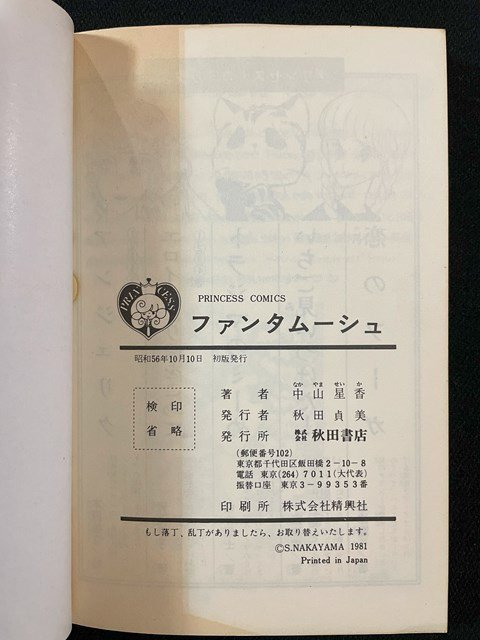 PRINCESS
PRINCESS COMICS
ファンタムーシュ
昭和56年10月10日 初版発行
検印
省略
著者 中山星香
なかやませいか
発行者 秋田貞美
発行所 株式会社 秋田書店
(郵便番号102)
東京都千代田区飯田橋2-10-8
電話 東京(264)7011(大代表)
振替口座 東京3-99353番
印刷所 株式会社精興社
もし落丁、乱丁がありましたら、お取り替えいたします。
©S.NAKAYAMA 1981
Printed in Japan